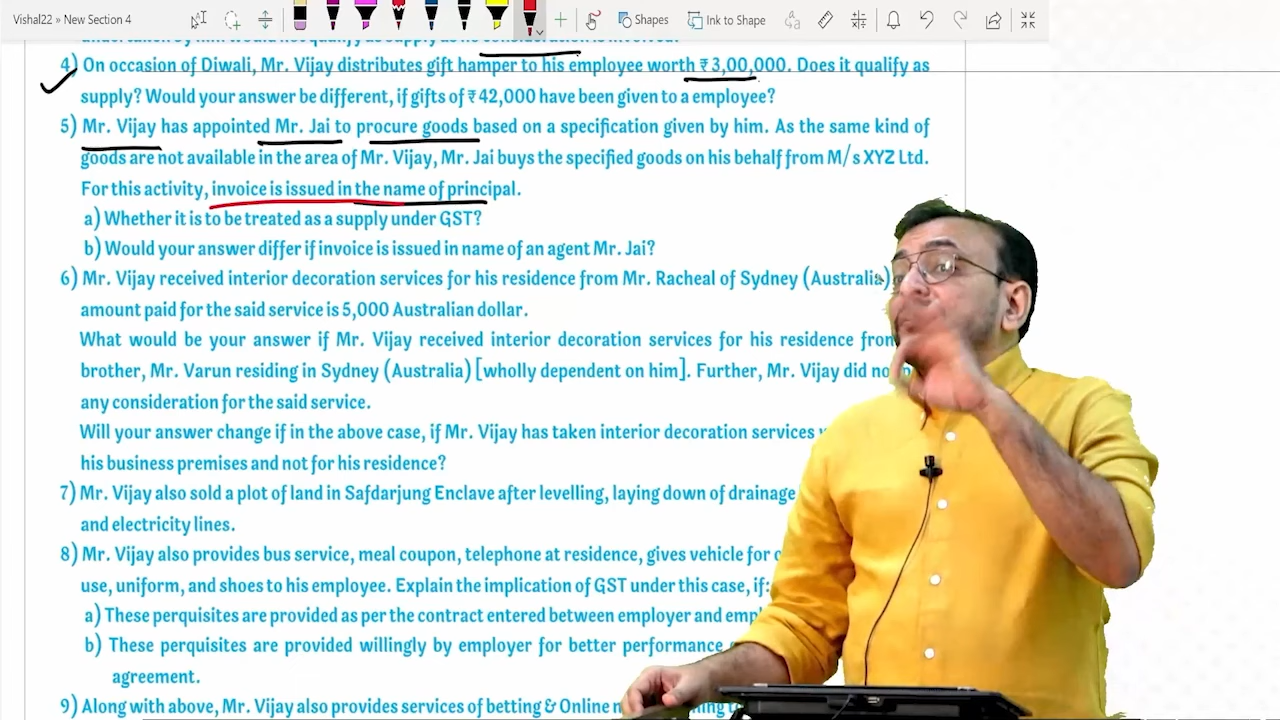 Vishal22 » New Section 4
Shapes
Ink to Shape
4) On occasion of Diwali, Mr. Vijay distributes gift hamper to his employee worth ₹3,00,000. Does it qualify as
supply? Would your answer be different, if gifts of ₹42,000 have been given to a employee?
5) Mr. Vijay has appointed Mr. Jai to procure goods based on a specification given by him. As the same kind of
goods are not available in the area of Mr. Vijay, Mr. Jai buys the specified goods on his behalf from M/s XYZ Ltd.
For this activity, invoice is issued in the name of principal.
a) Whether it is to be treated as a supply under GST?
b) Would your answer differ if invoice is issued in name of an agent Mr. Jai?
6) Mr. Vijay received interior decoration services for his residence from Mr. Racheal of Sydney (Australia)
amount paid for the said service is 5,000 Australian dollar.
What would be your answer if Mr. Vijay received interior decoration services for his residence
brother, Mr. Varun residing in Sydney (Australia) [wholly dependent on him]. Further, Mr. Vijay did
any consideration for the said service.
Will your answer change if in the above case, if Mr. Vijay has taken interior decoration services
his business premises and not for his residence?
7) Mr. Vijay also sold a plot of land in Safdarjung Enclave after levelling, laying down of drainage
and electricity lines.
8) Mr. Vijay also provides bus service, meal coupon, telephone at residence, gives vehicle for
use, uniform, and shoes to his employee. Explain the implication of GST under this case, if:
a) These perquisites are provided as per the contract entered between employer and
b) These perquisites are provided willingly by employer for better performance
agreement.
9) Along with above, Mr. Vijay also provides services of betting & Online